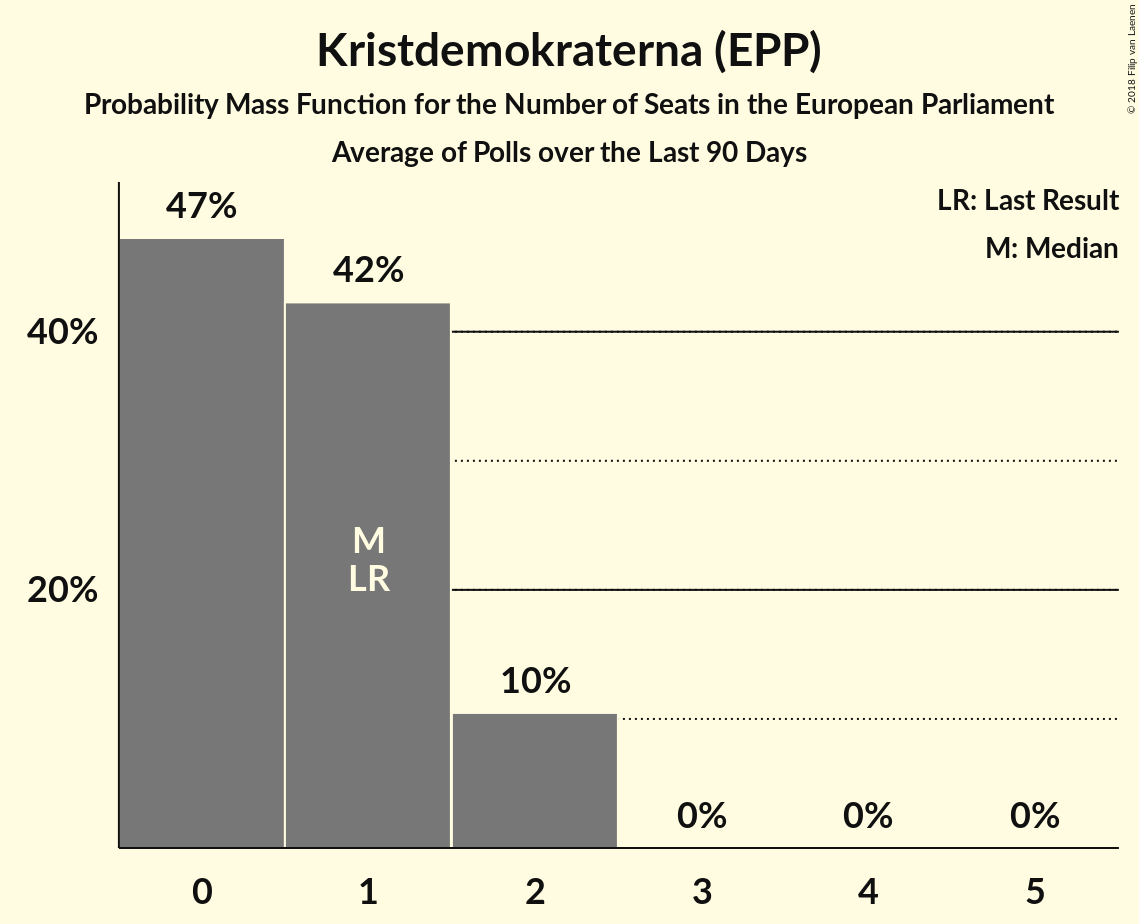 Kristdemokraterna (EPP)
Probability Mass Function for the Number of Seats in the European Parliament
Average of Polls over the Last 90 Days
© 2018 Filip van Laenen
LR: Last Result
M: Median
47%
42%
40%
M
LR
20%
10%
0%
0%
0%
0
1
2
3
4
5